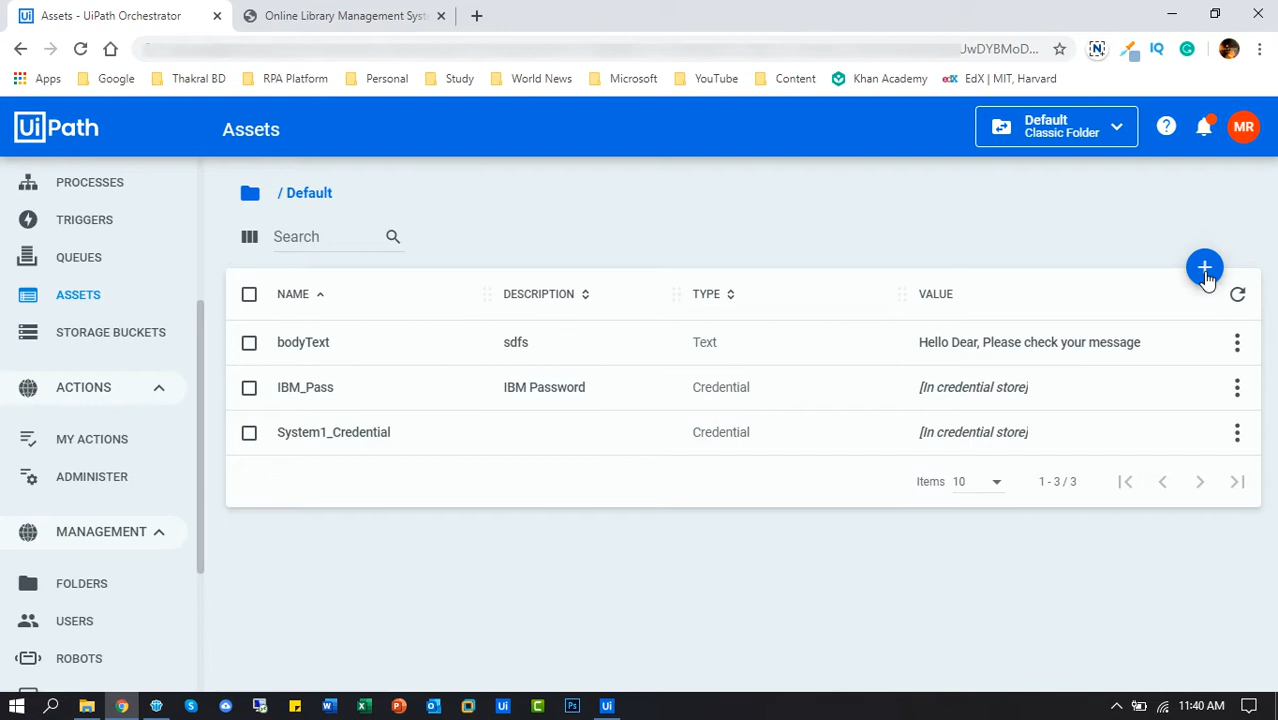 Assets - UiPath Orchestrator
Online Library Management Syst
JwDYBMoD...
Apps
Google
Thakral BD
RPA Platform
Personal
Study
World News
Microsoft
YouTube
Content
Khan Academy
edX
EdX | MIT, Harvard
UiPath
Assets
Default
Classic Folder
MR
PROCESSES
TRIGGERS
QUEUES
ASSETS
STORAGE BUCKETS
ACTIONS
MY ACTIONS
ADMINISTER
MANAGEMENT
FOLDERS
USERS
ROBOTS
/ Default
Search
NAME
DESCRIPTION
TYPE
VALUE
bodyText
sdfs
Text
Hello Dear, Please check your message
IBM_Pass
IBM Password
Credential
[In credential store]
System1_Credential
Credential
[In credential store]
Items
10
1 - 3 / 3
11:40 AM